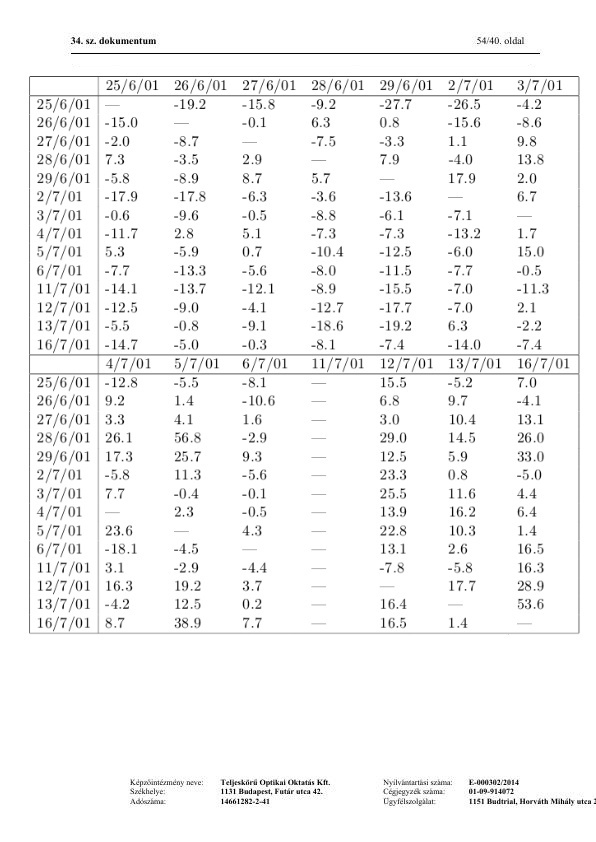 34. sz. dokumentum 54/40. oldal
25/6/01 26/6/01 27/6/01 28/6/01 29/6/01 2/7/01 3/7/01
25/6/01 — -19.2 -15.8 -9.2 -27.7 -26.5 -4.2
26/6/01 -15.0 — -0.1 6.3 0.8 -15.6 -8.6
27/6/01 -2.0 -8.7 — -7.5 -3.3 1.1 9.8
28/6/01 7.3 -3.5 2.9 — 7.9 -4.0 13.8
29/6/01 -5.8 -8.9 8.7 5.7 — 17.9 2.0
2/7/01 -17.9 -17.8 -6.3 -3.6 -13.6 — 6.7
3/7/01 -0.6 -9.6 -0.5 -8.8 -6.1 -7.1 —
4/7/01 -11.7 2.8 5.1 -7.3 -7.3 -13.2 1.7
5/7/01 5.3 -5.9 0.7 -10.4 -12.5 -6.0 15.0
6/7/01 -7.7 -13.3 -5.6 -8.0 -11.5 -7.7 -0.5
11/7/01 -14.1 -13.7 -12.1 -8.9 -15.5 -7.0 -11.3
12/7/01 -12.5 -9.0 -4.1 -12.7 -17.7 -7.0 2.1
13/7/01 -5.5 -0.8 -9.1 -18.6 -19.2 6.3 -2.2
16/7/01 -14.7 -5.0 -0.3 -8.1 -7.4 -14.0 -7.4
4/7/01 5/7/01 6/7/01 11/7/01 12/7/01 13/7/01 16/7/01
25/6/01 -12.8 -5.5 -8.1 — 15.5 -5.2 7.0
26/6/01 9.2 1.4 -10.6 — 6.8 9.7 -4.1
27/6/01 3.3 4.1 1.6 — 3.0 10.4 13.1
28/6/01 26.1 56.8 -2.9 — 29.0 14.5 26.0
29/6/01 17.3 25.7 9.3 — 12.5 5.9 33.0
2/7/01 -5.8 11.3 -5.6 — 23.3 0.8 -5.0
3/7/01 7.7 -0.4 -0.1 — 25.5 11.6 4.4
4/7/01 — 2.3 -0.5 — 13.9 16.2 6.4
5/7/01 23.6 — 4.3 — 22.8 10.3 1.4
6/7/01 -18.1 -4.5 — — 13.1 2.6 16.5
11/7/01 3.1 -2.9 -4.4 — -7.8 -5.8 16.3
12/7/01 16.3 19.2 3.7 — — 17.7 28.9
13/7/01 -4.2 12.5 0.2 — 16.4 — 53.6
16/7/01 8.7 38.9 7.7 — 16.5 1.4 —
Képzőintézmény neve: Teljeskörű Optikai Oktatás Kft. Nyilvántartási száma: E-000302/2014
Székhelye: 1131 Budapest, Futár utca 42. Cégjegyzék száma: 01-09-914072
Adószáma: 14661282-2-41 Ügyfélszolgálat: 1151 Budtrial, Horváth Mihály utca